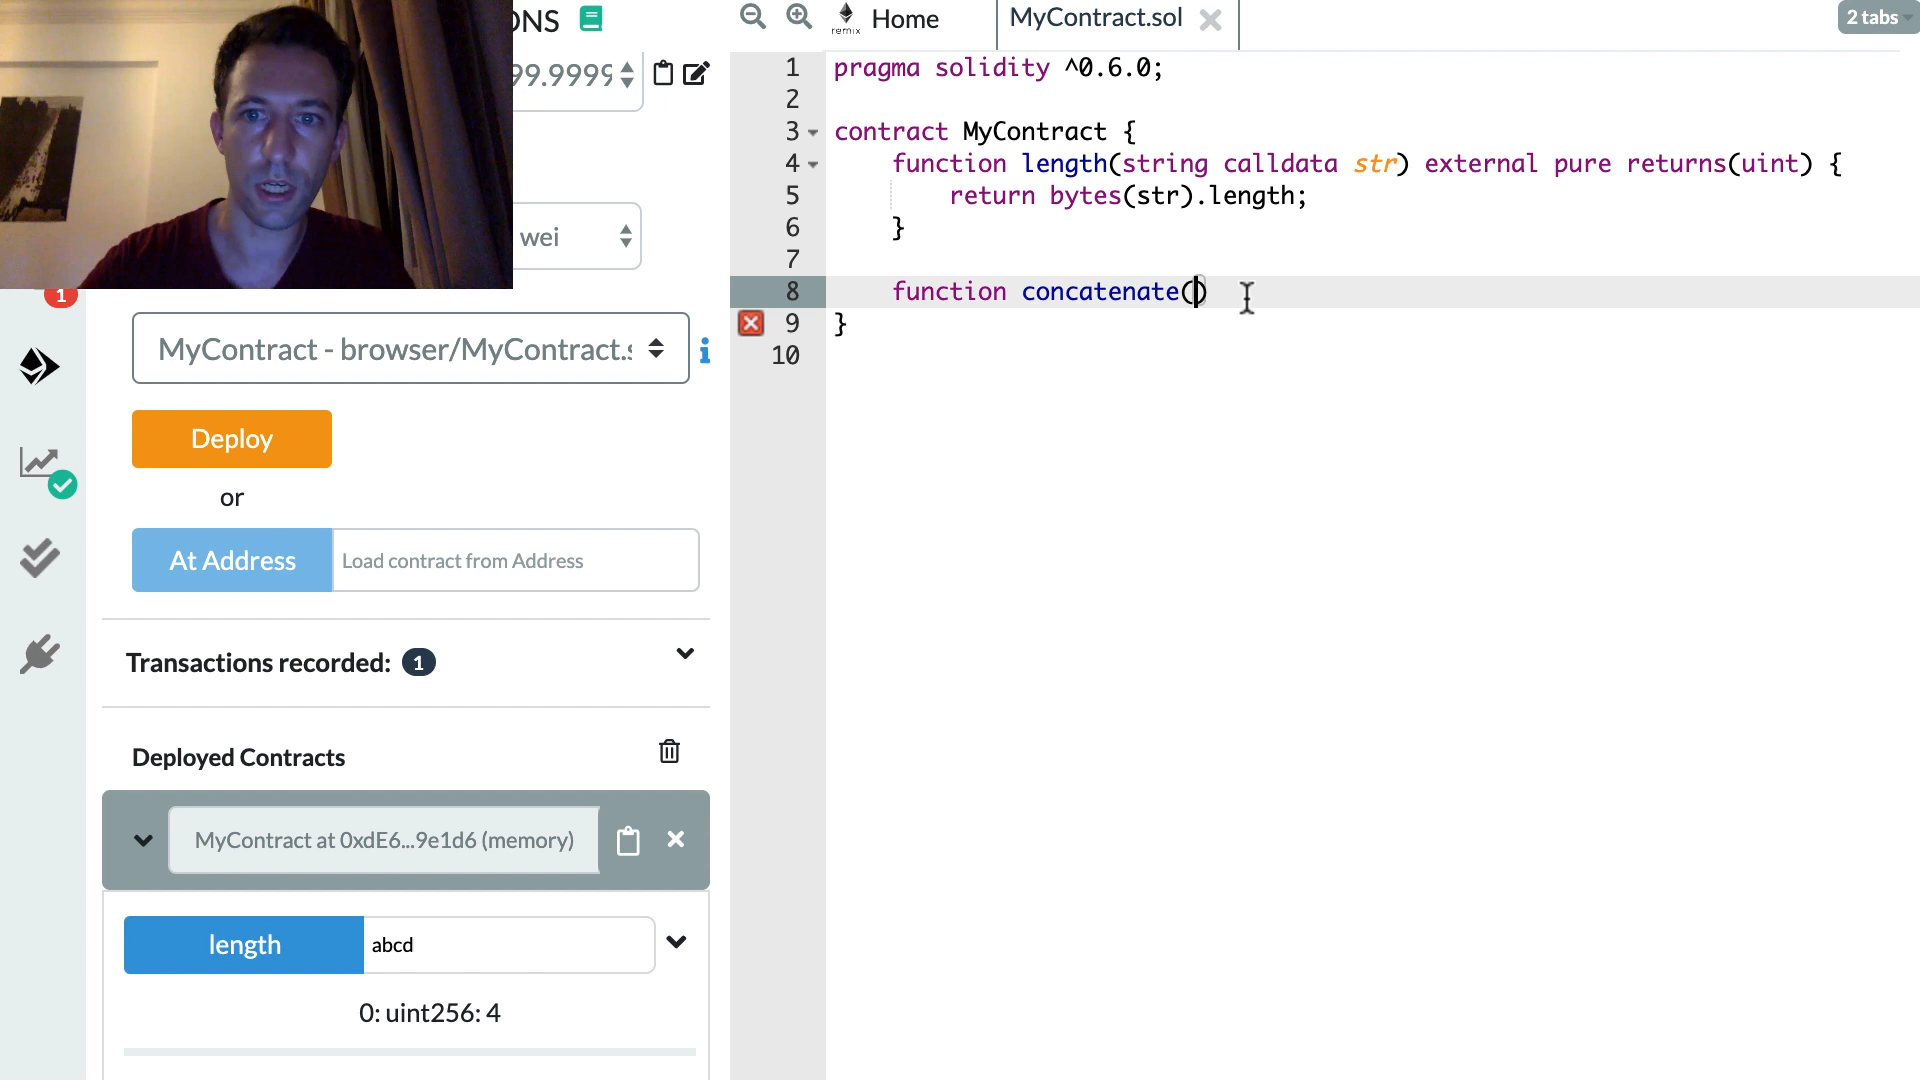 ONS
99.9999
wei
1
MyContract - browser/MyContract.s
Deploy
or
At Address
Load contract from Address
Transactions recorded: 1
Deployed Contracts
MyContract at 0xdE6...9e1d6 (memory)
length
abcd
0: uint256: 4
remix
Home
MyContract.sol
2 tabs
1 pragma solidity ^0.6.0;
2
3 contract MyContract {
4 function length(string calldata str) external pure returns(uint) {
5 return bytes(str).length;
6 }
7
8 function concatenate()
9 }
10